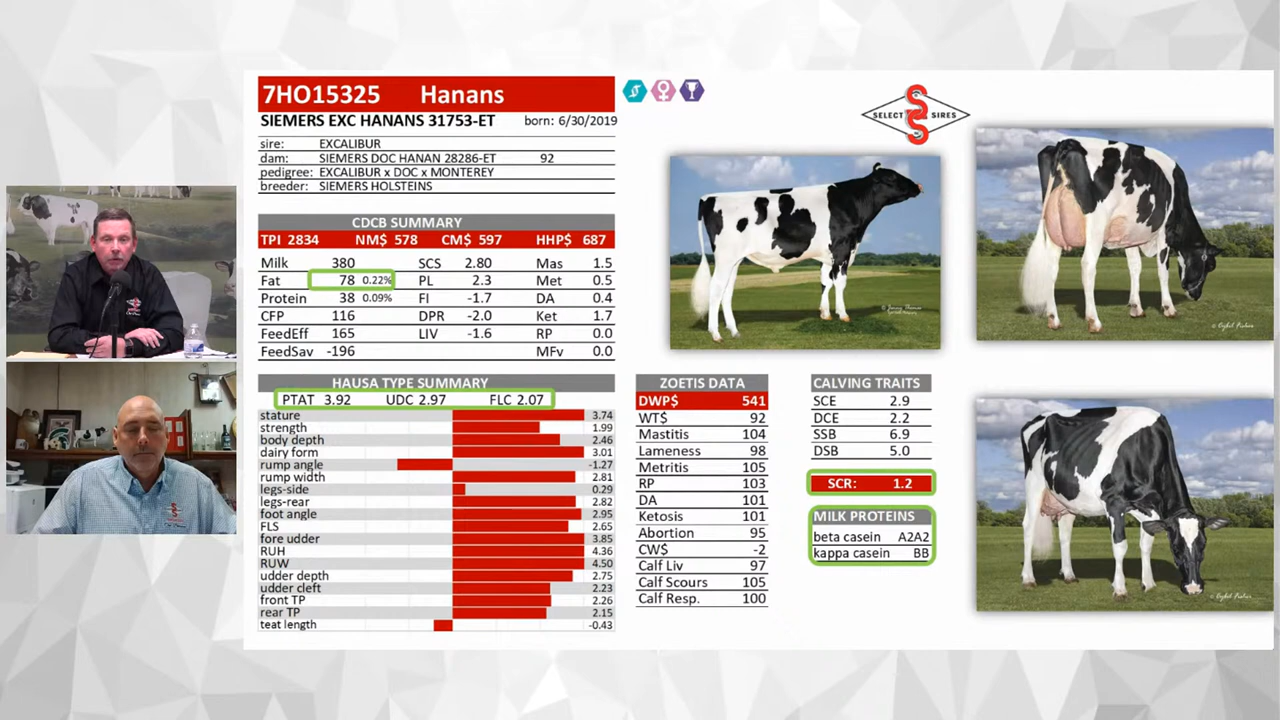 7HO15325 Hanans
SIEMERS EXC HANANS 31753-ET born: 6/30/2019
sire: EXCALIBUR
dam: SIEMERS DOC HANAN 28286-ET 92
pedigree: EXCALIBUR x DOC x MONTEREY
breeder: SIEMERS HOLSTEINS
CDCB SUMMARY
TPI 2834 NM$ 578 CM$ 597 HHP$ 687
Milk 380 SCS 2.80 Mas 1.5
Fat 78 0.22% PL 2.3 Met 0.5
Protein 38 0.09% FI -1.7 DA 0.4
CFP 116 DPR -2.0 Ket 1.7
FeedEff 165 LIV -1.6 RP 0.0
FeedSav -196 MFv 0.0
HAUSA TYPE SUMMARY
PTAT 3.92 UDC 2.97 FLC 2.07
stature 3.74
strength 1.99
body depth 2.46
dairy form 3.01
rump angle -1.27
rump width 2.81
legs-side 0.29
legs-rear 2.82
foot angle 2.95
FLS 2.65
fore udder 3.85
RUH 4.36
RUW 4.50
udder depth 2.75
udder cleft 2.23
front TP 2.26
rear TP 2.15
teat length -0.43
SELECT SIRES
ZOETIS DATA
DWP$ 541
WT$ 92
Mastitis 104
Lameness 98
Metritis 105
RP 103
DA 101
Ketosis 101
Abortion 95
CW$ -2
Calf Liv 97
Calf Scours 105
Calf Resp. 100
CALVING TRAITS
SCE 2.9
DCE 2.2
SSB 6.9
DSB 5.0
SCR: 1.2
MILK PROTEINS
beta casein A2A2
kappa casein BB
© Cybil Fisher
© Cybil Fisher